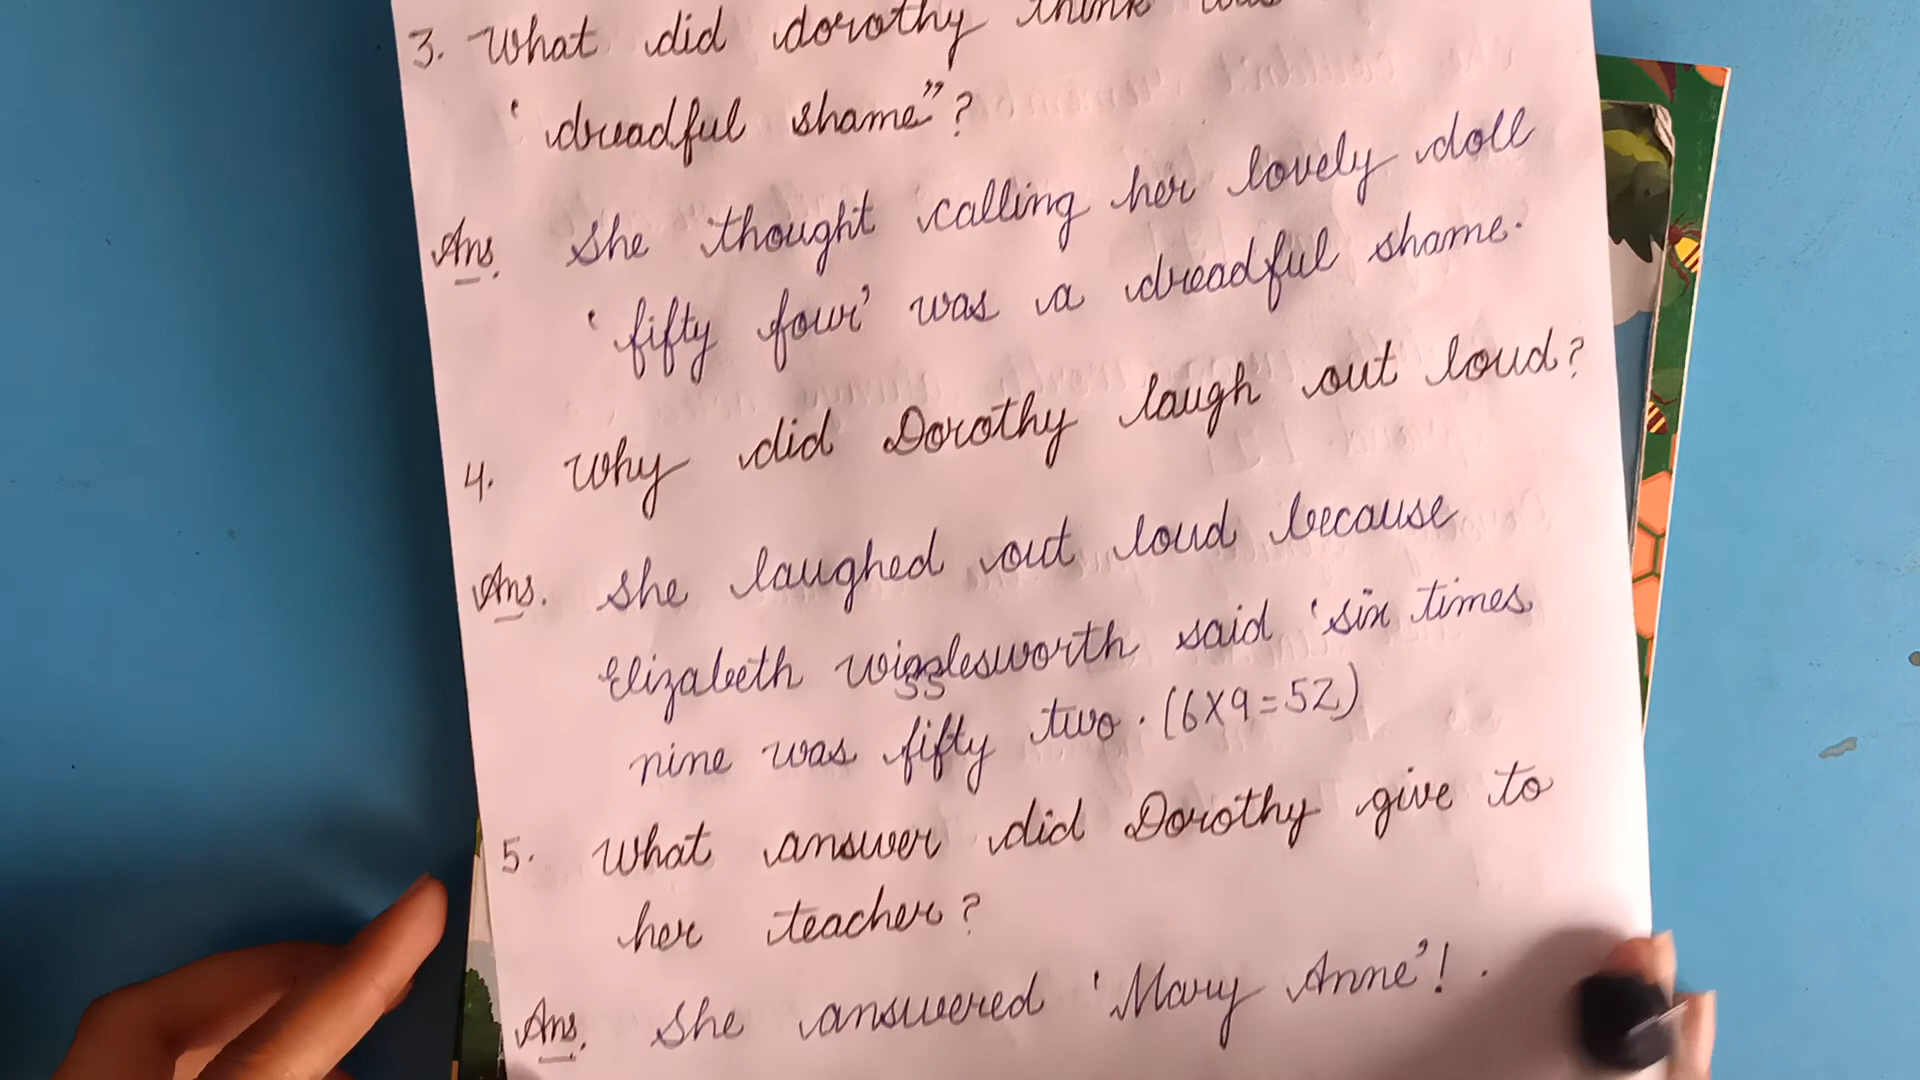 3. What did dorothy think was
'dreadful shame"?
Ans. She thought calling her lovely doll
'fifty four' was a dreadful shame.
4. Why did Dorothy laugh out loud?
Ans. She laughed out loud because
Elizabeth wigglesworth said 'six times
nine was fifty two. (6X9=52)
5. What answer did Dorothy give to
her teacher?
Ans. She answered 'Mary Anne'!.